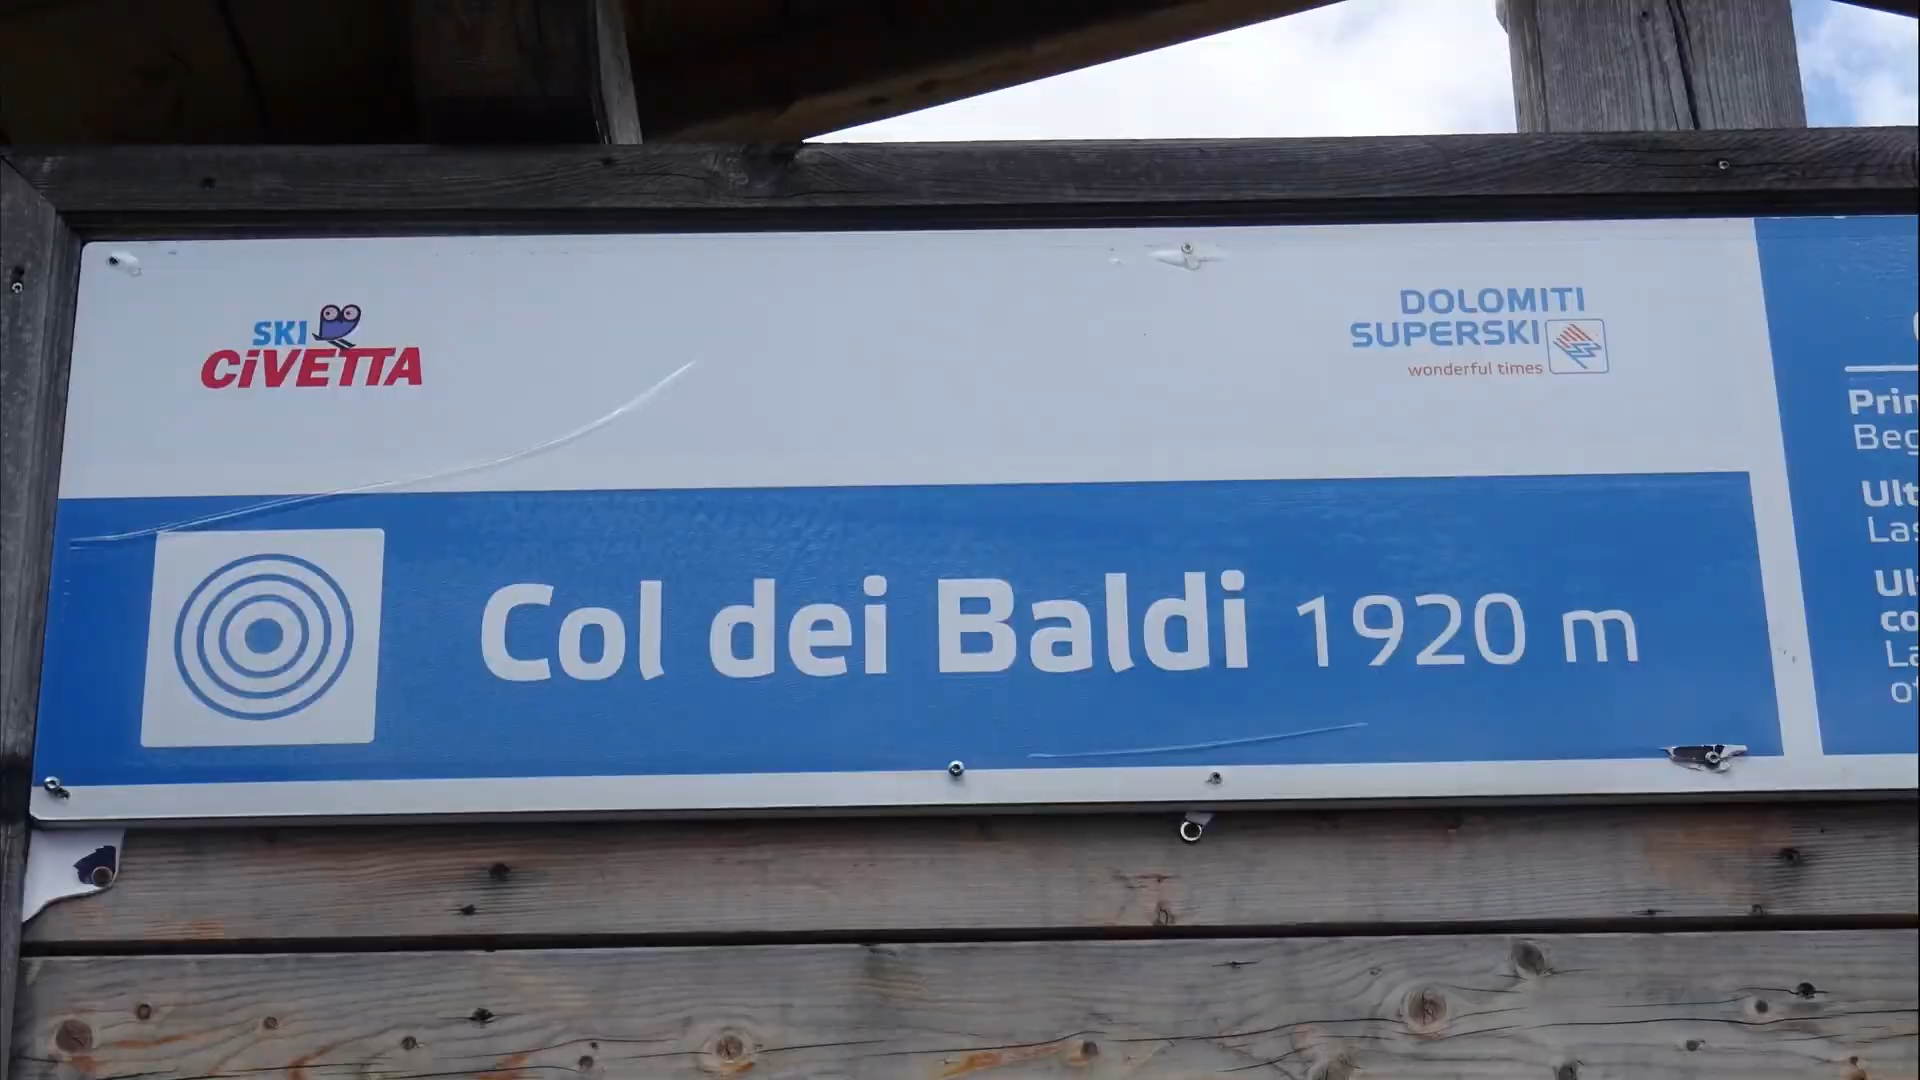 SKI
CiVETTA
DOLOMITI
SUPERSKI
wonderful times
Col dei Baldi 1920 m